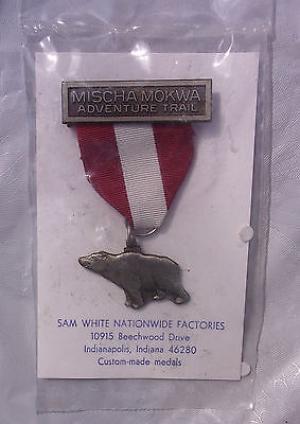 MISCHA MOKWA
ADVENTURE TRAIL
SAM WHITE NATIONWIDE FACTORIES
10915 Beechwood Drive
Indianapolis, Indiana 46280
Custom-made medals